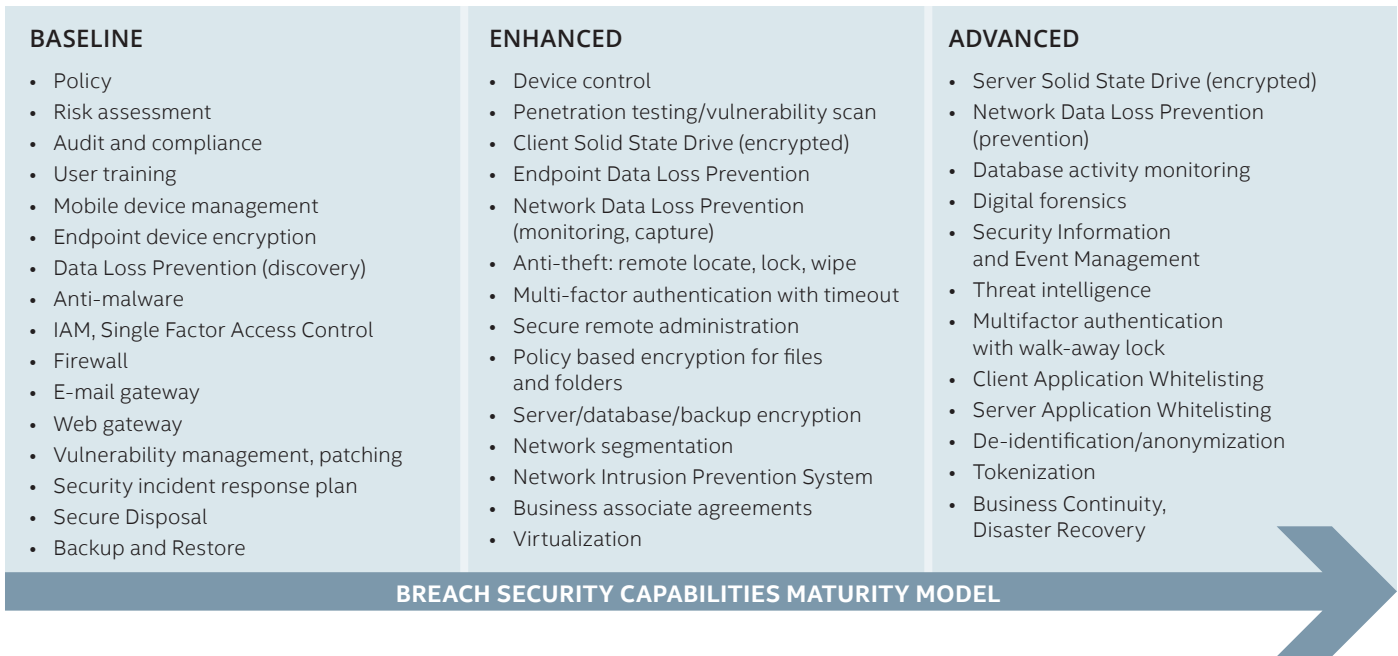 BASELINE
• Policy
• Risk assessment
• Audit and compliance
• User training
• Mobile device management
• Endpoint device encryption
• Data Loss Prevention (discovery)
• Anti-malware
• IAM, Single Factor Access Control
• Firewall
• E-mail gateway
• Web gateway
• Vulnerability management, patching
• Security incident response plan
• Secure Disposal
• Backup and Restore
ENHANCED
• Device control
• Penetration testing/vulnerability scan
• Client Solid State Drive (encrypted)
• Endpoint Data Loss Prevention
• Network Data Loss Prevention
(monitoring, capture)
• Anti-theft: remote locate, lock, wipe
• Multi-factor authentication with timeout
• Secure remote administration
• Policy based encryption for files
and folders
• Server/database/backup encryption
• Network segmentation
• Network Intrusion Prevention System
• Business associate agreements
• Virtualization
ADVANCED
• Server Solid State Drive (encrypted)
• Network Data Loss Prevention
(prevention)
• Database activity monitoring
• Digital forensics
• Security Information
and Event Management
• Threat intelligence
• Multifactor authentication
with walk-away lock
• Client Application Whitelisting
• Server Application Whitelisting
• De-identification/anonymization
• Tokenization
• Business Continuity,
Disaster Recovery
BREACH SECURITY CAPABILITIES MATURITY MODEL